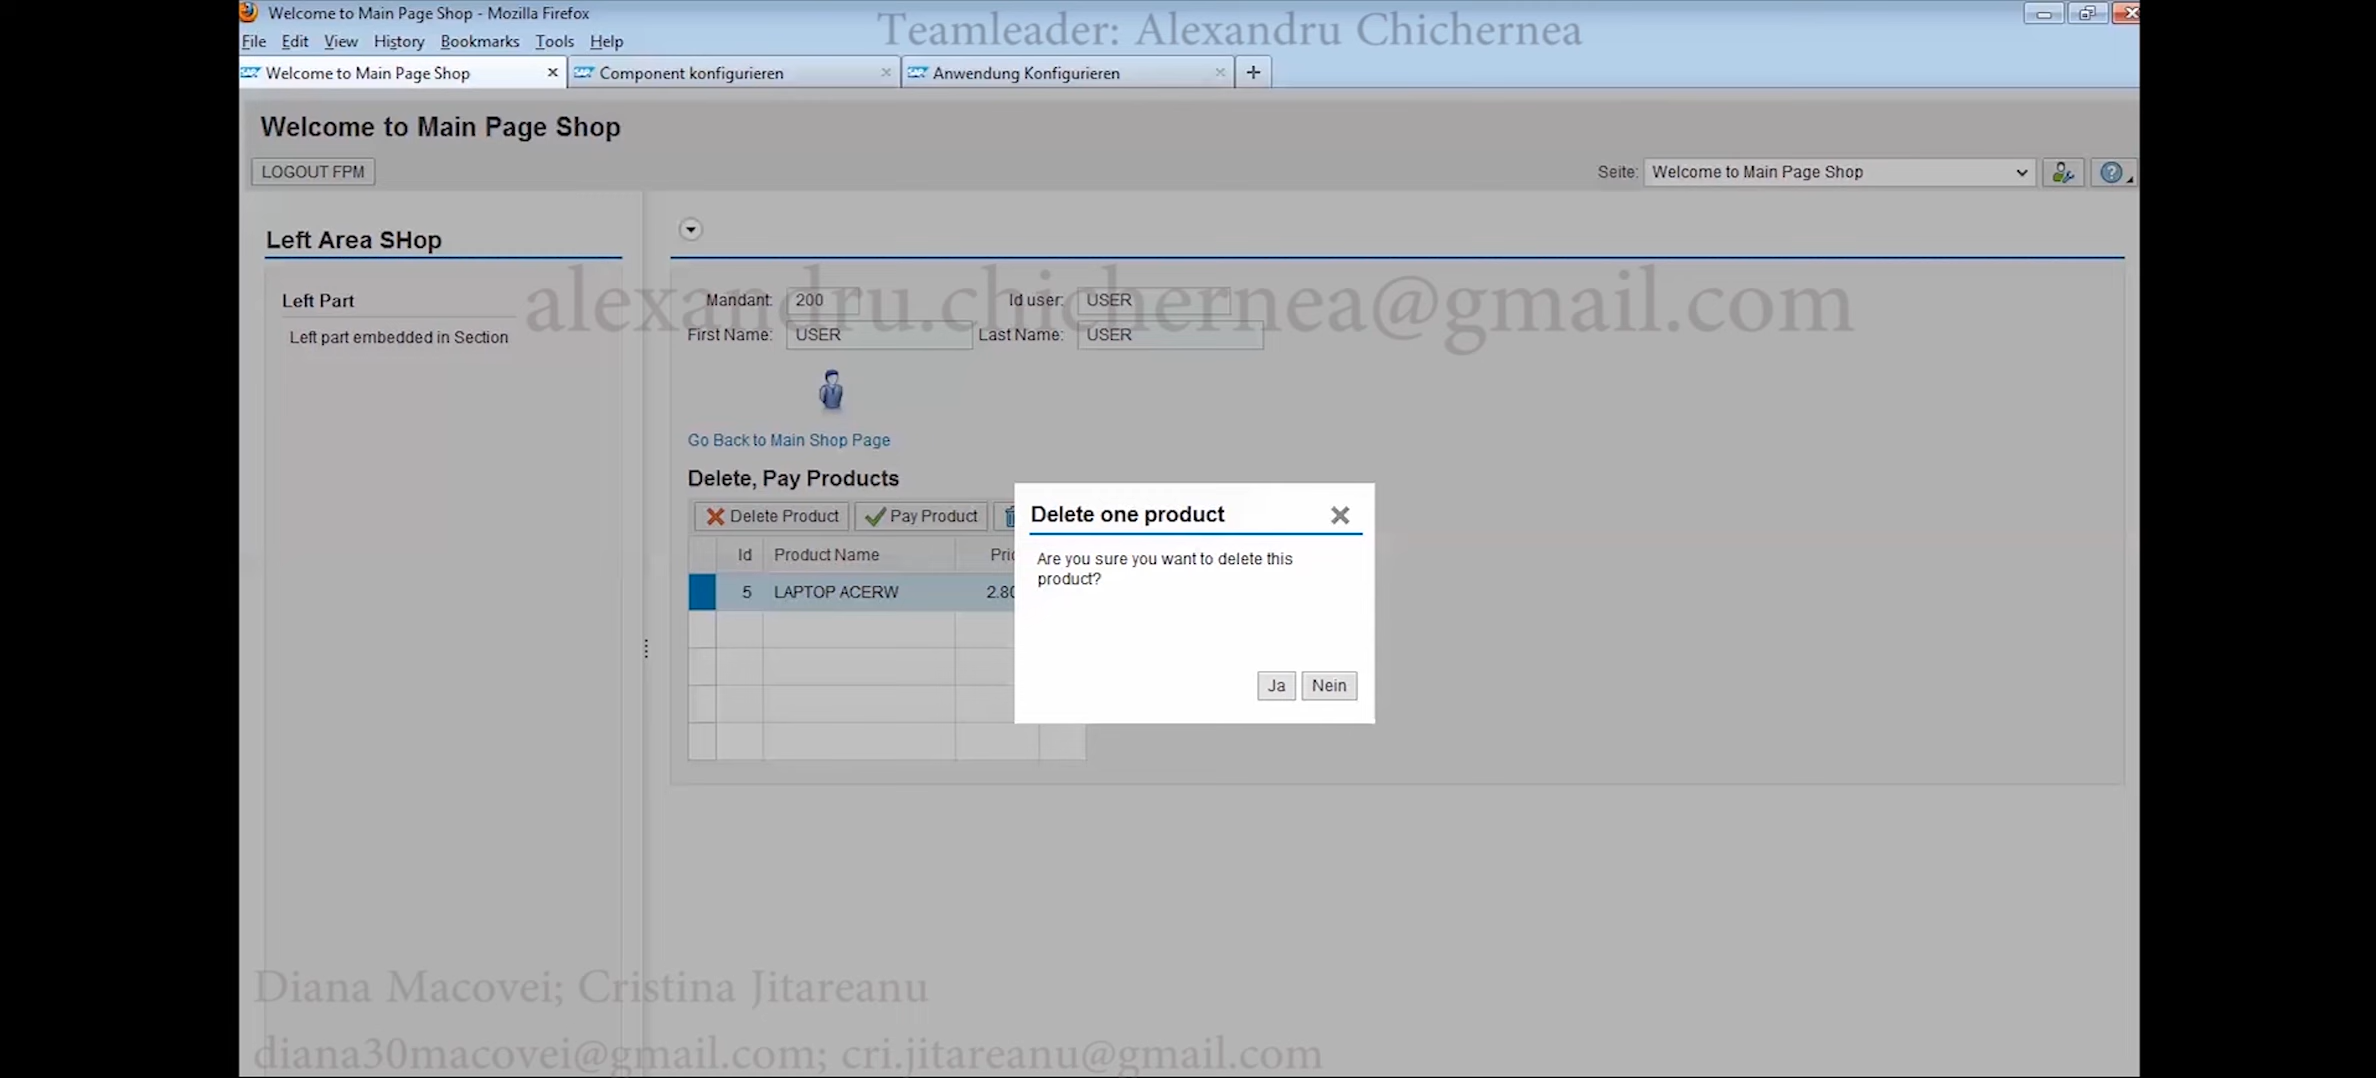 Welcome to Main Page Shop - Mozilla Firefox
Teamleader: Alexandru Chichernea
File Edit View History Bookmarks Tools Help
Welcome to Main Page Shop Component konfigurieren Anwendung Konfigurieren
Welcome to Main Page Shop
LOGOUT FPM
Seite: Welcome to Main Page Shop
Left Area SHop
Left Part
Left part embedded in Section
alexandru.chichernea@gmail.com
Mandant: 200 Id user: USER
First Name: USER Last Name: USER
Go Back to Main Shop Page
Delete, Pay Products
Delete Product Pay Product
Id Product Name
5 LAPTOP ACERW
Delete one product
Are you sure you want to delete this
product?
Ja Nein
Diana Macovei; Cristina Jitareanu
diana30macovei@gmail.com; cri.jitareanu@gmail.com